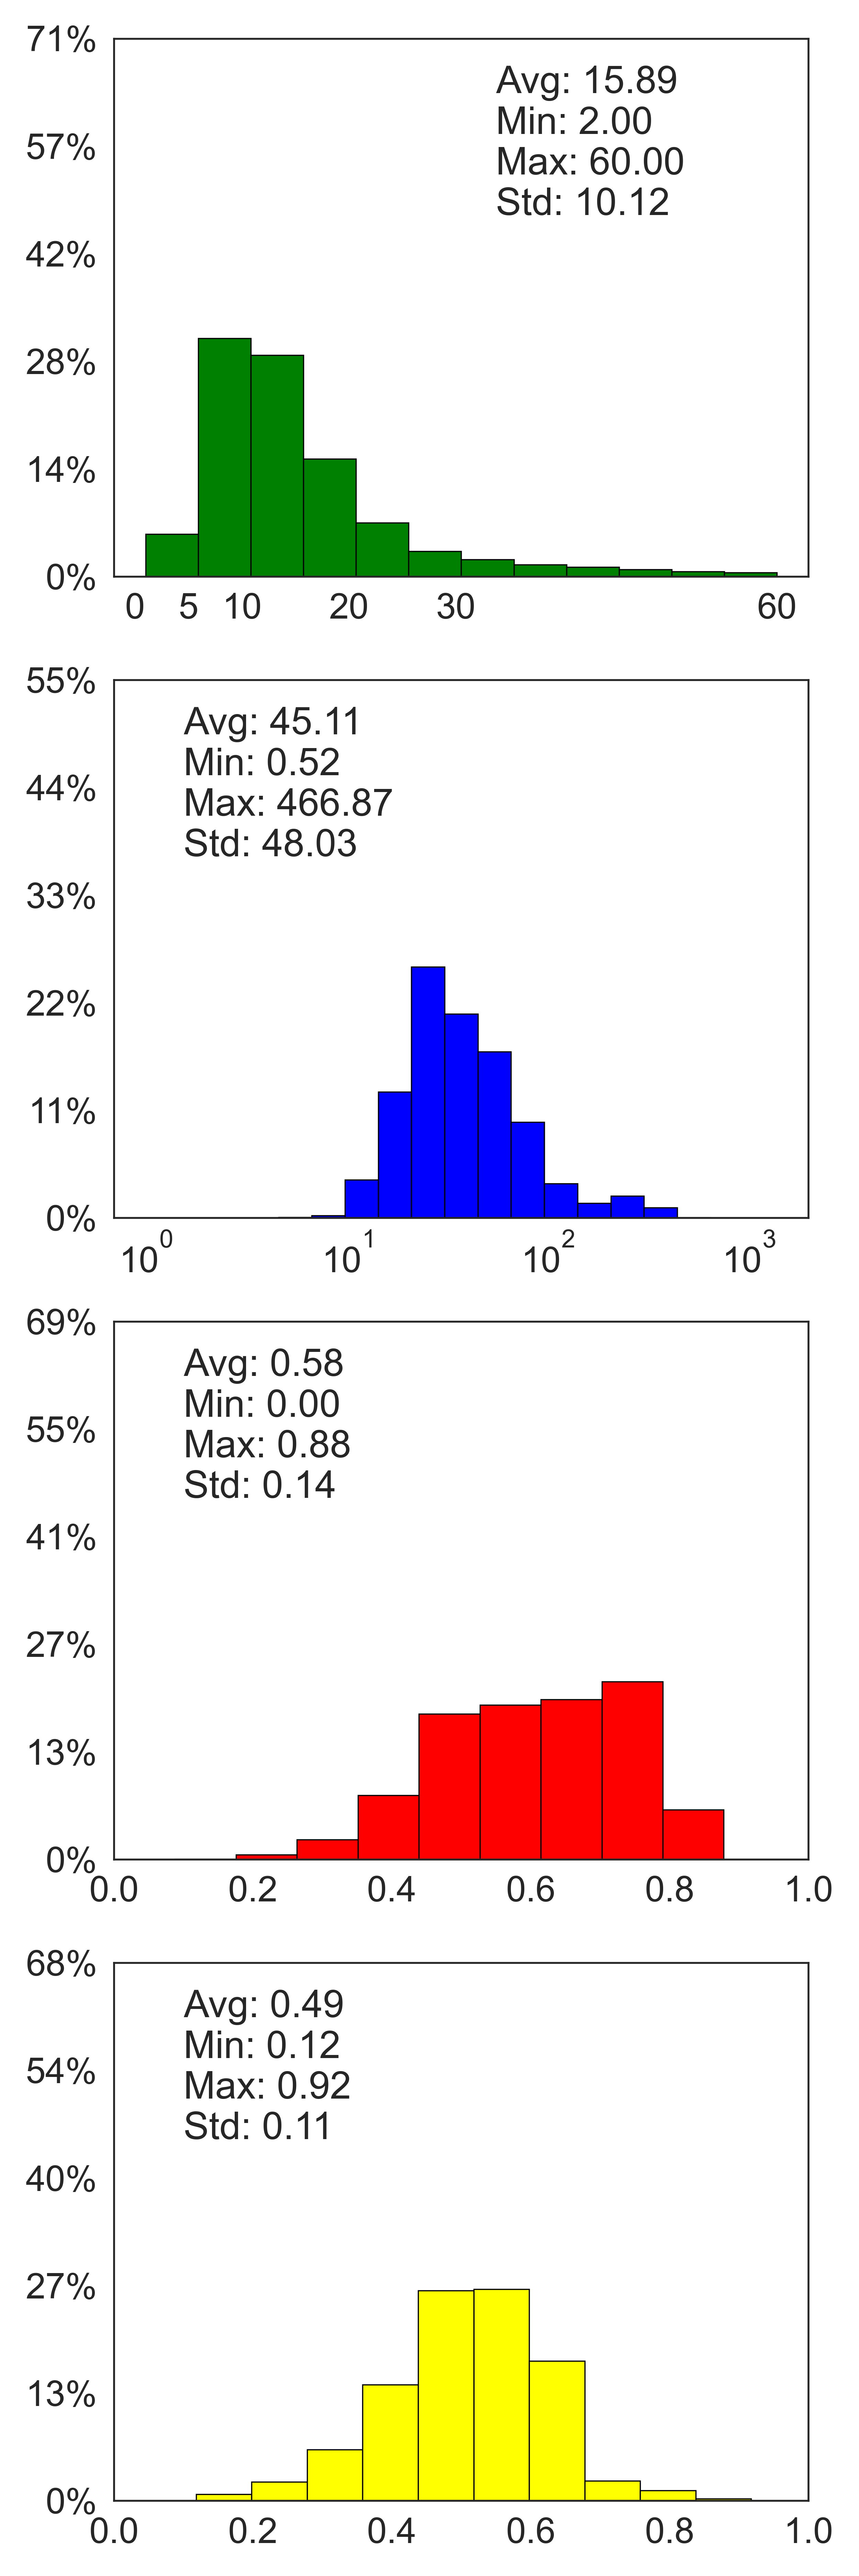 71%
Avg: 15.89
Min: 2.00
57%
Max: 60.00
Std: 10.12
42%
28%
14%
0%
0 5 10 20 30 60
55%
Avg: 45.11
Min: 0.52
44%
Max: 466.87
Std: 48.03
33%
22%
11%
0%
10^0 10^1 10^2 10^3
69%
Avg: 0.58
Min: 0.00
55%
Max: 0.88
Std: 0.14
41%
27%
13%
0%
0.0 0.2 0.4 0.6 0.8 1.0
68%
Avg: 0.49
Min: 0.12
54%
Max: 0.92
Std: 0.11
40%
27%
13%
0%
0.0 0.2 0.4 0.6 0.8 1.0